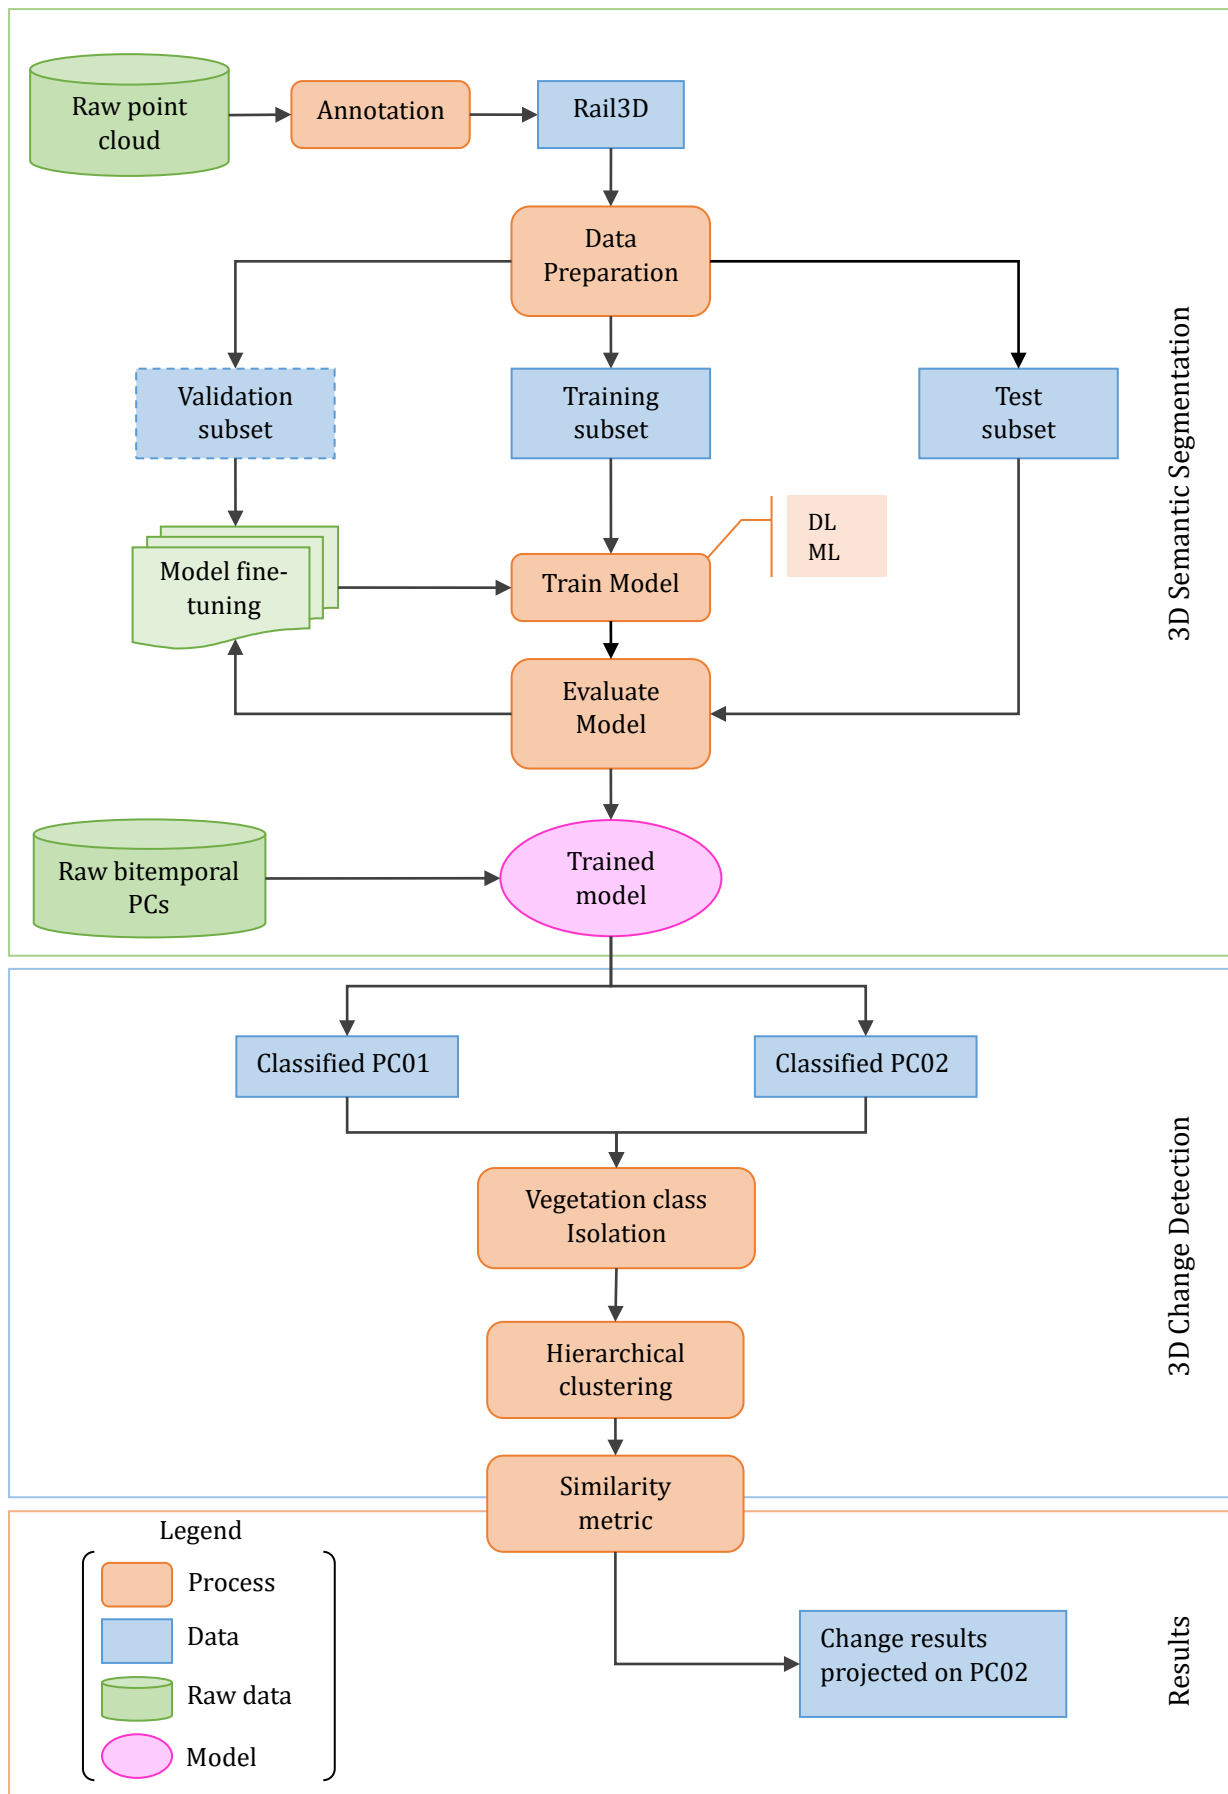 Raw point
cloud
Annotation
Rail3D
Data
Preparation
Validation
subset
Training
subset
Test
subset
DL
ML
Model fine-
tuning
Train Model
Evaluate
Model
3D Semantic Segmentation
Raw bitemporal
PCs
Trained
model
Classified PC01
Classified PC02
Vegetation class
Isolation
Hierarchical
clustering
Similarity
metric
3D Change Detection
Legend
Process
Data
Raw data
Model
Change results
projected on PC02
Results